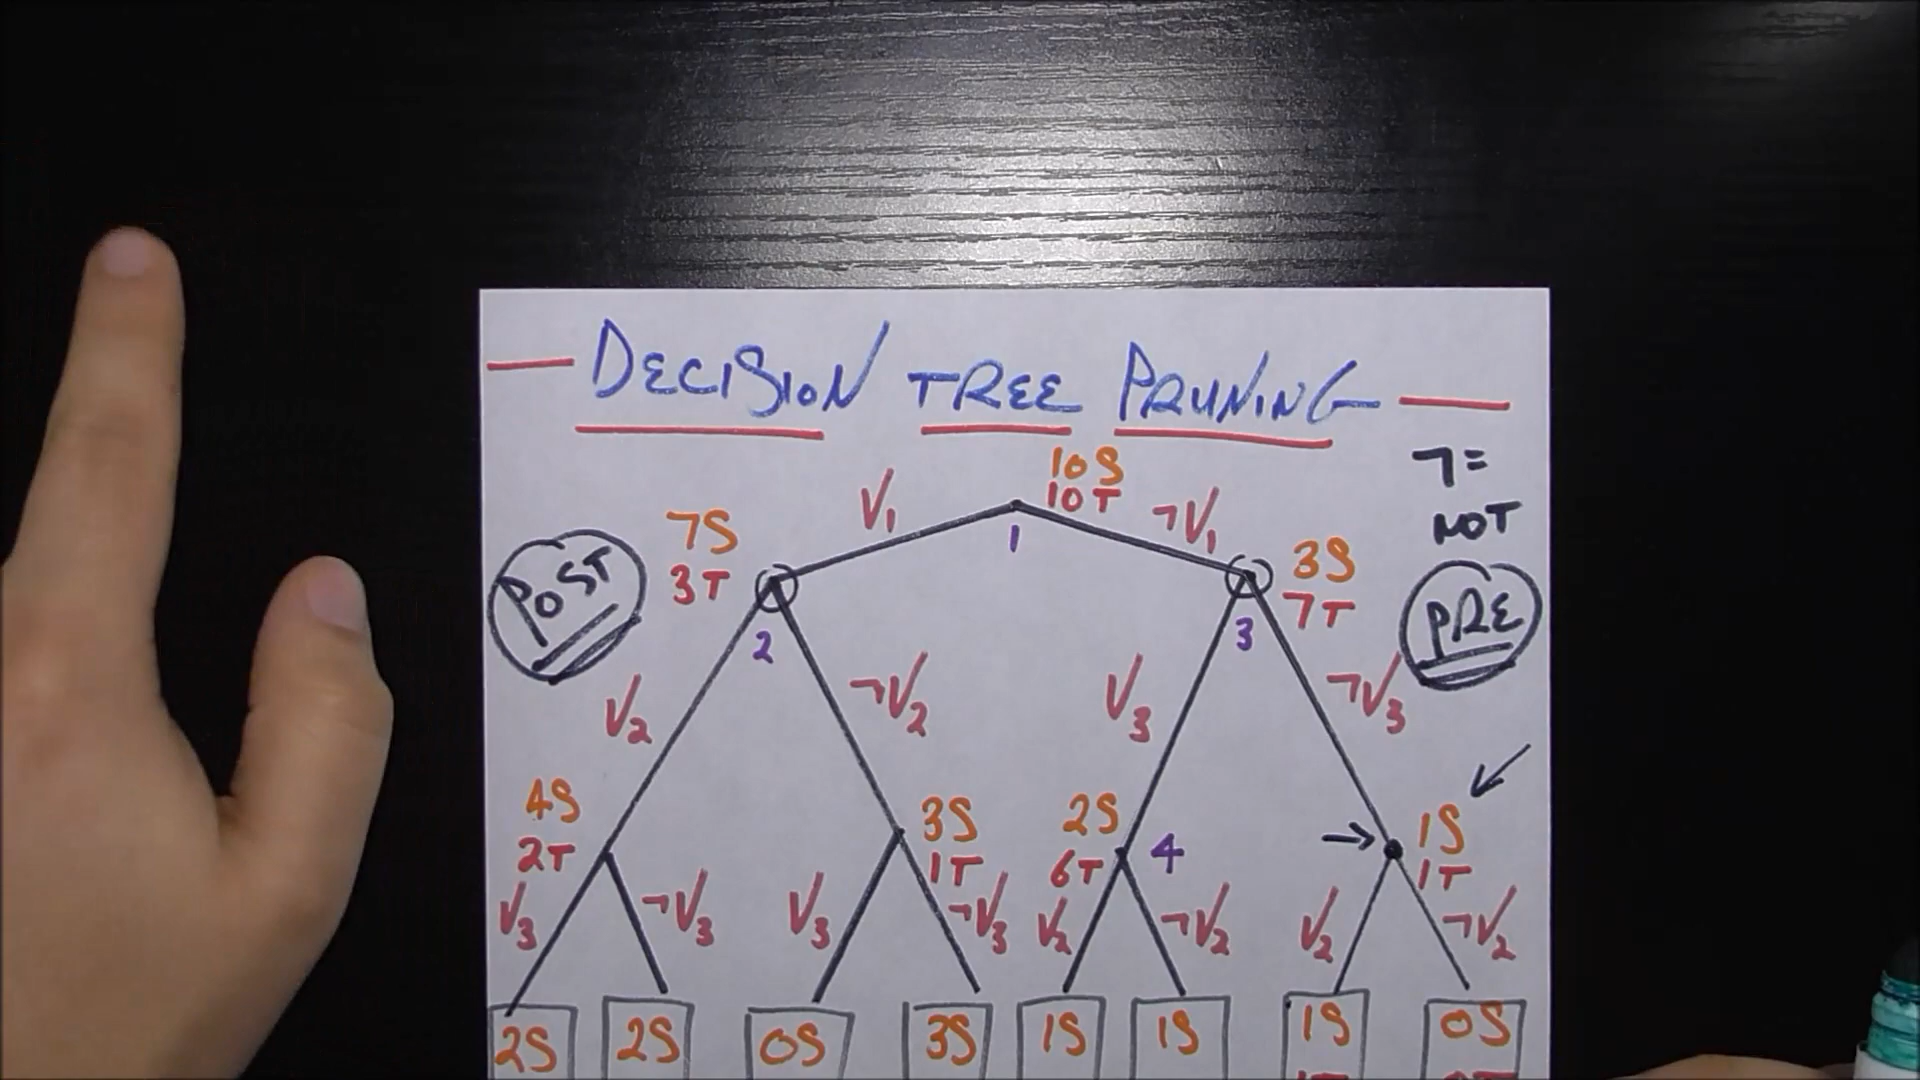 DECISION TREE PRUNING
10S
10T
¬ =
NOT
V1
¬V1
1
7S
3T
3S
7T
POST
PRE
2
3
V2
¬V2
V3
¬V3
4S
2T
3S
1T
2S
6T
4
1S
1T
V3
¬V3
V3
¬V3
V2
¬V2
V2
¬V2
2S
2S
0S
3S
1S
1S
1S
0S